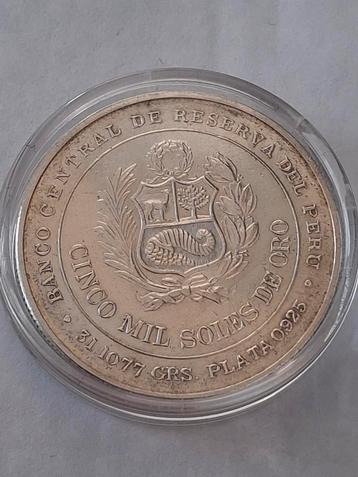 BANCO CENTRAL DE RESERVA DEL PERU
CINCO MIL SOLES DE ORO
31.1077 GRS. PLATA 0.925